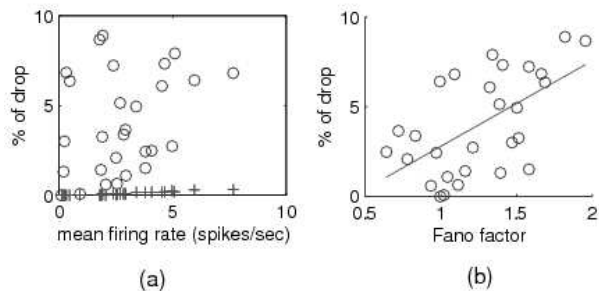 10
5
0
% of drop
0
5
10
mean firing rate (spikes/sec)
(a)
10
5
0
% of drop
0.5
1
1.5
2
Fano factor
(b)